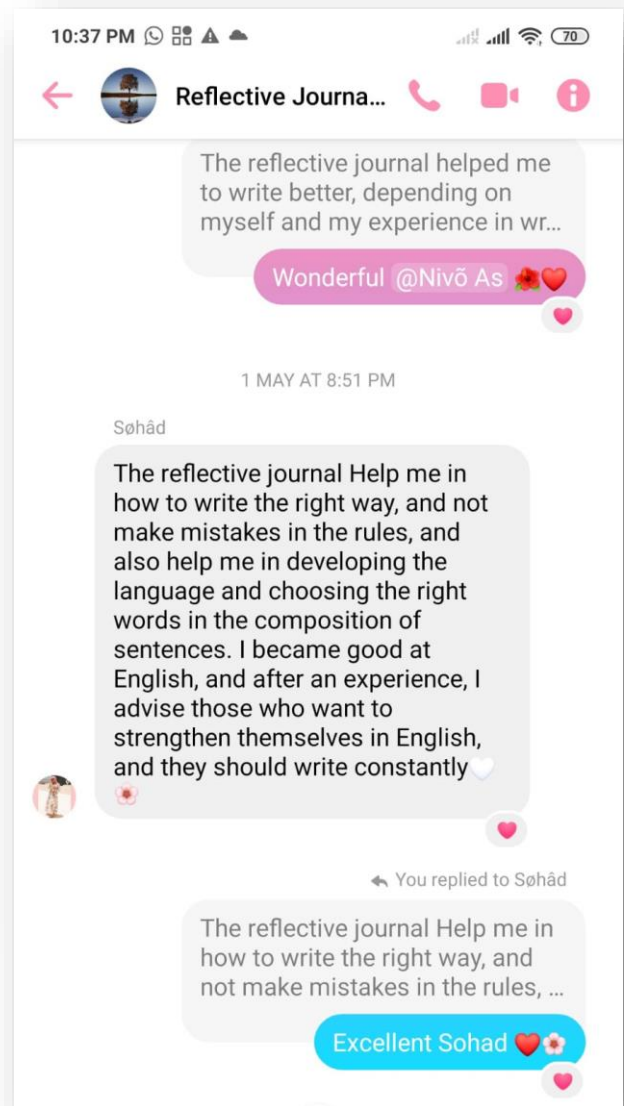 10:37 PM
70
Reflective Journa...
The reflective journal helped me
to write better, depending on
myself and my experience in wr...
Wonderful @Nivõ As 🌺❤️
1 MAY AT 8:51 PM
Søhâd
The reflective journal Help me in
how to write the right way, and not
make mistakes in the rules, and
also help me in developing the
language and choosing the right
words in the composition of
sentences. I became good at
English, and after an experience, I
advise those who want to
strengthen themselves in English,
and they should write constantly🤍
🌸
You replied to Søhâd
The reflective journal Help me in
how to write the right way, and
not make mistakes in the rules, ...
Excellent Sohad ❤️🌸